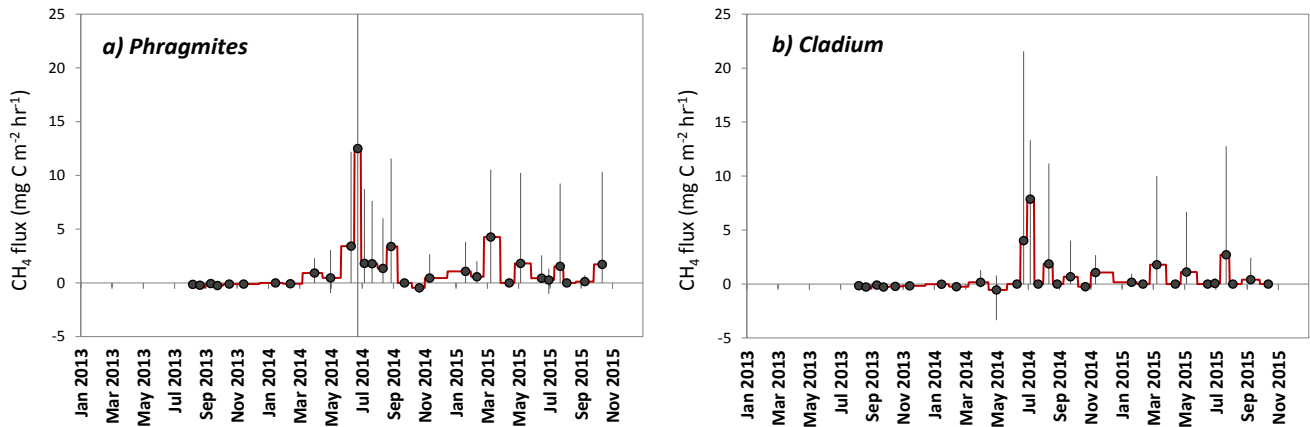 a) Phragmites
CH4 flux (mg C m-2 hr-1)
25
20
15
10
5
0
-5
Jan 2013
Mar 2013
May 2013
Jul 2013
Sep 2013
Nov 2013
Jan 2014
Mar 2014
May 2014
Jul 2014
Sep 2014
Nov 2014
Jan 2015
Mar 2015
May 2015
Jul 2015
Sep 2015
Nov 2015
b) Cladium
CH4 flux (mg C m-2 hr-1)
25
20
15
10
5
0
-5
Jan 2013
Mar 2013
May 2013
Jul 2013
Sep 2013
Nov 2013
Jan 2014
Mar 2014
May 2014
Jul 2014
Sep 2014
Nov 2014
Jan 2015
Mar 2015
May 2015
Jul 2015
Sep 2015
Nov 2015